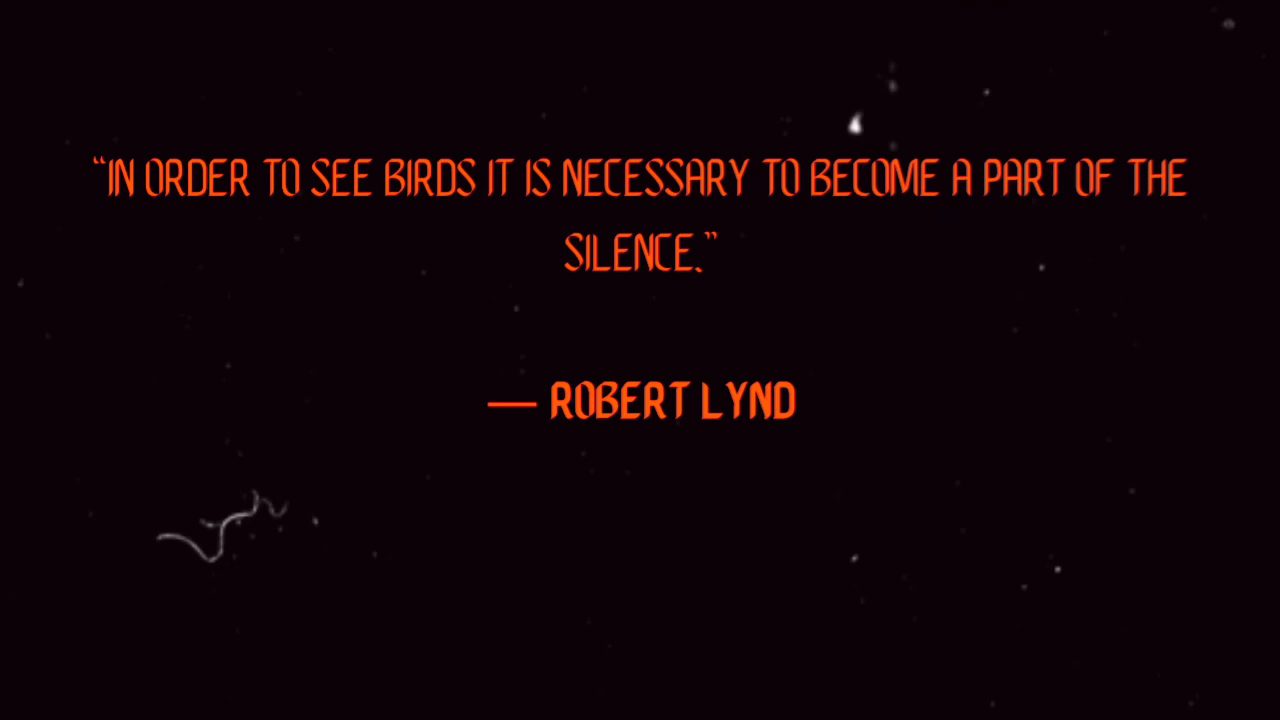 “IN ORDER TO SEE BIRDS IT IS NECESSARY TO BECOME A PART OF THE
SILENCE.”
— ROBERT LYND